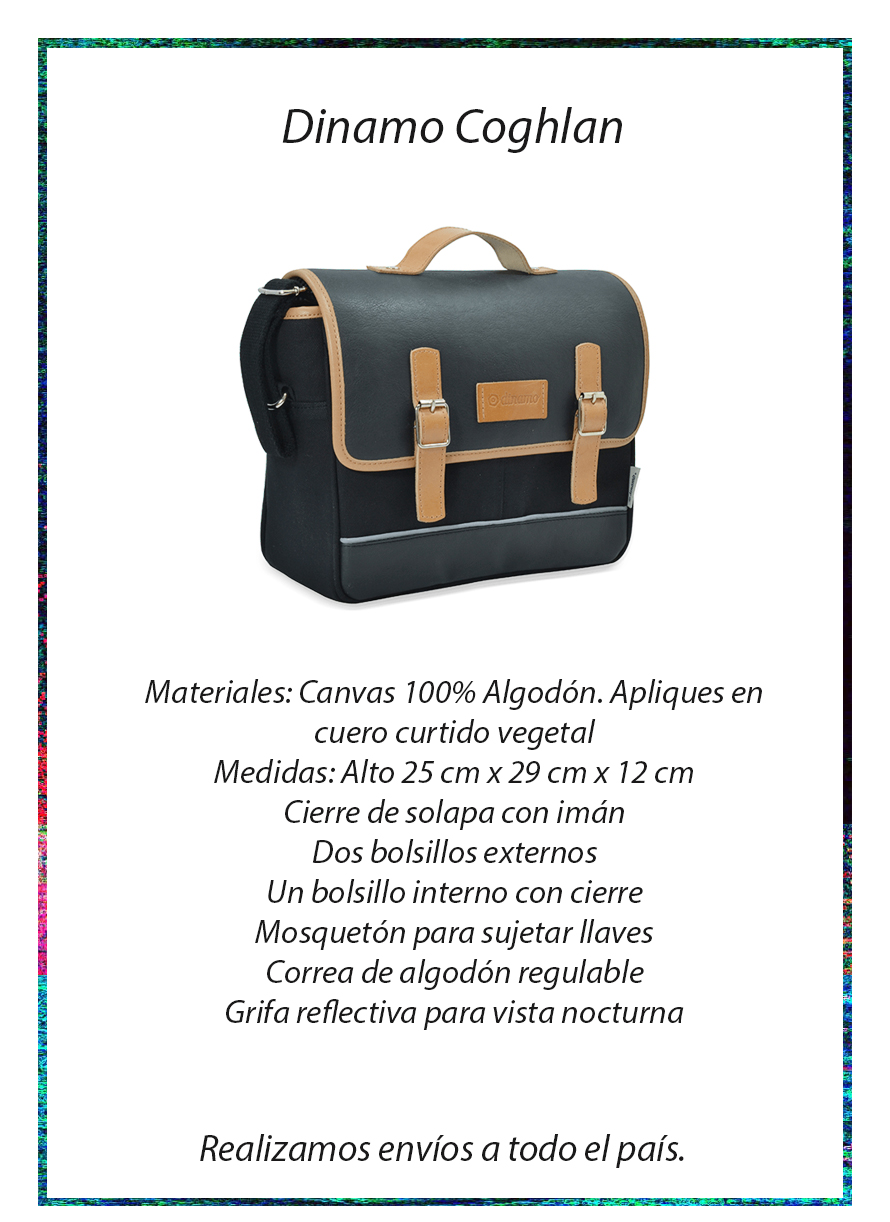 Dinamo Coghlan
dinamo
Materiales: Canvas 100% Algodón. Apliques en
cuero curtido vegetal
Medidas: Alto 25 cm x 29 cm x 12 cm
Cierre de solapa con imán
Dos bolsillos externos
Un bolsillo interno con cierre
Mosquetón para sujetar llaves
Correa de algodón regulable
Grifa reflectiva para vista nocturna
Realizamos envíos a todo el país.